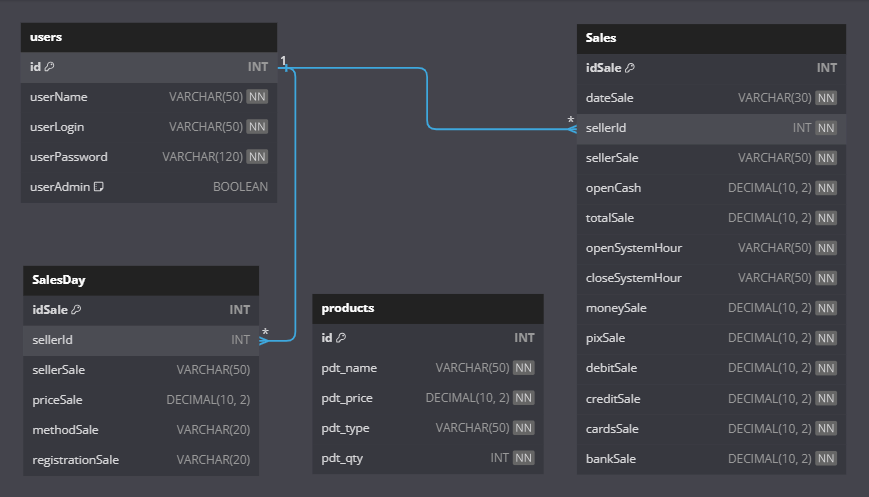 users
id INT
userName VARCHAR(50) NN
userLogin VARCHAR(50) NN
userPassword VARCHAR(120) NN
userAdmin BOOLEAN
1
*
Sales
idSale INT
dateSale VARCHAR(30) NN
sellerId INT NN
sellerSale VARCHAR(50) NN
openCash DECIMAL(10, 2) NN
totalSale DECIMAL(10, 2) NN
openSystemHour VARCHAR(50) NN
closeSystemHour VARCHAR(50) NN
moneySale DECIMAL(10, 2) NN
pixSale DECIMAL(10, 2) NN
debitSale DECIMAL(10, 2) NN
creditSale DECIMAL(10, 2) NN
cardsSale DECIMAL(10, 2) NN
bankSale DECIMAL(10, 2) NN
SalesDay
idSale INT
sellerId INT
*
sellerSale VARCHAR(50)
priceSale DECIMAL(10, 2)
methodSale VARCHAR(20)
registrationSale VARCHAR(20)
products
id INT
pdt_name VARCHAR(50) NN
pdt_price DECIMAL(10, 2) NN
pdt_type VARCHAR(50) NN
pdt_qty INT NN